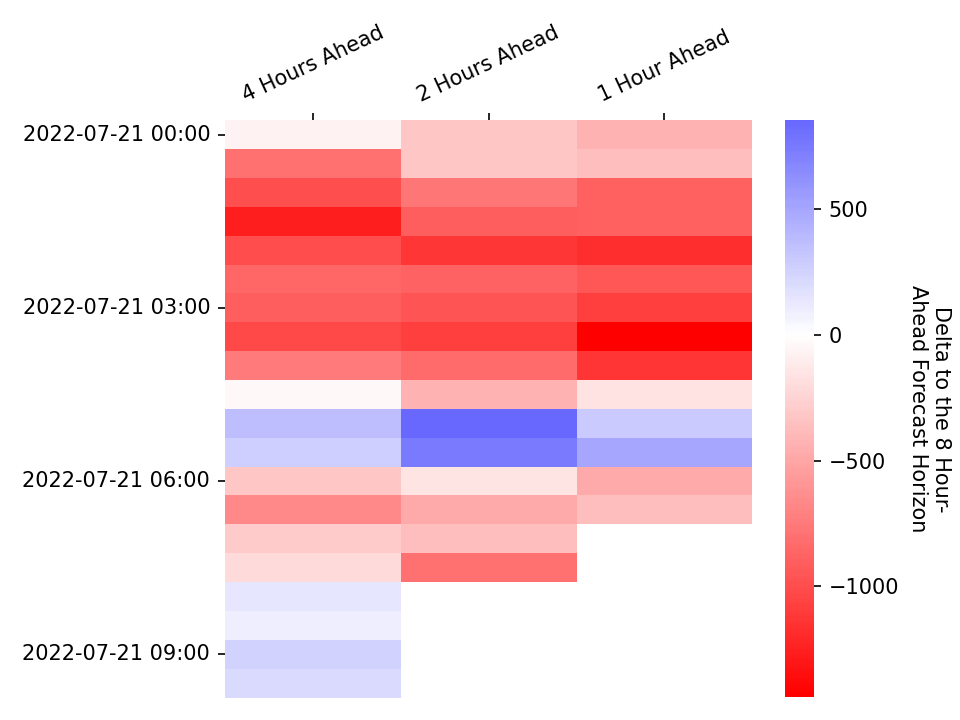 4 Hours Ahead
2 Hours Ahead
1 Hour Ahead
2022-07-21 00:00
2022-07-21 03:00
2022-07-21 06:00
2022-07-21 09:00
500
0
−500
−1000
Delta to the 8 Hour-
Ahead Forecast Horizon